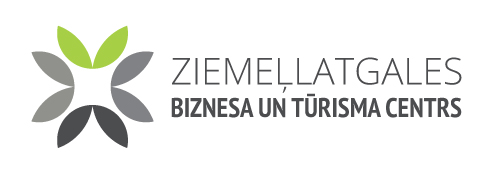 ZIEMEĻLATGALES
BIZNESA UN TŪRISMA CENTRS